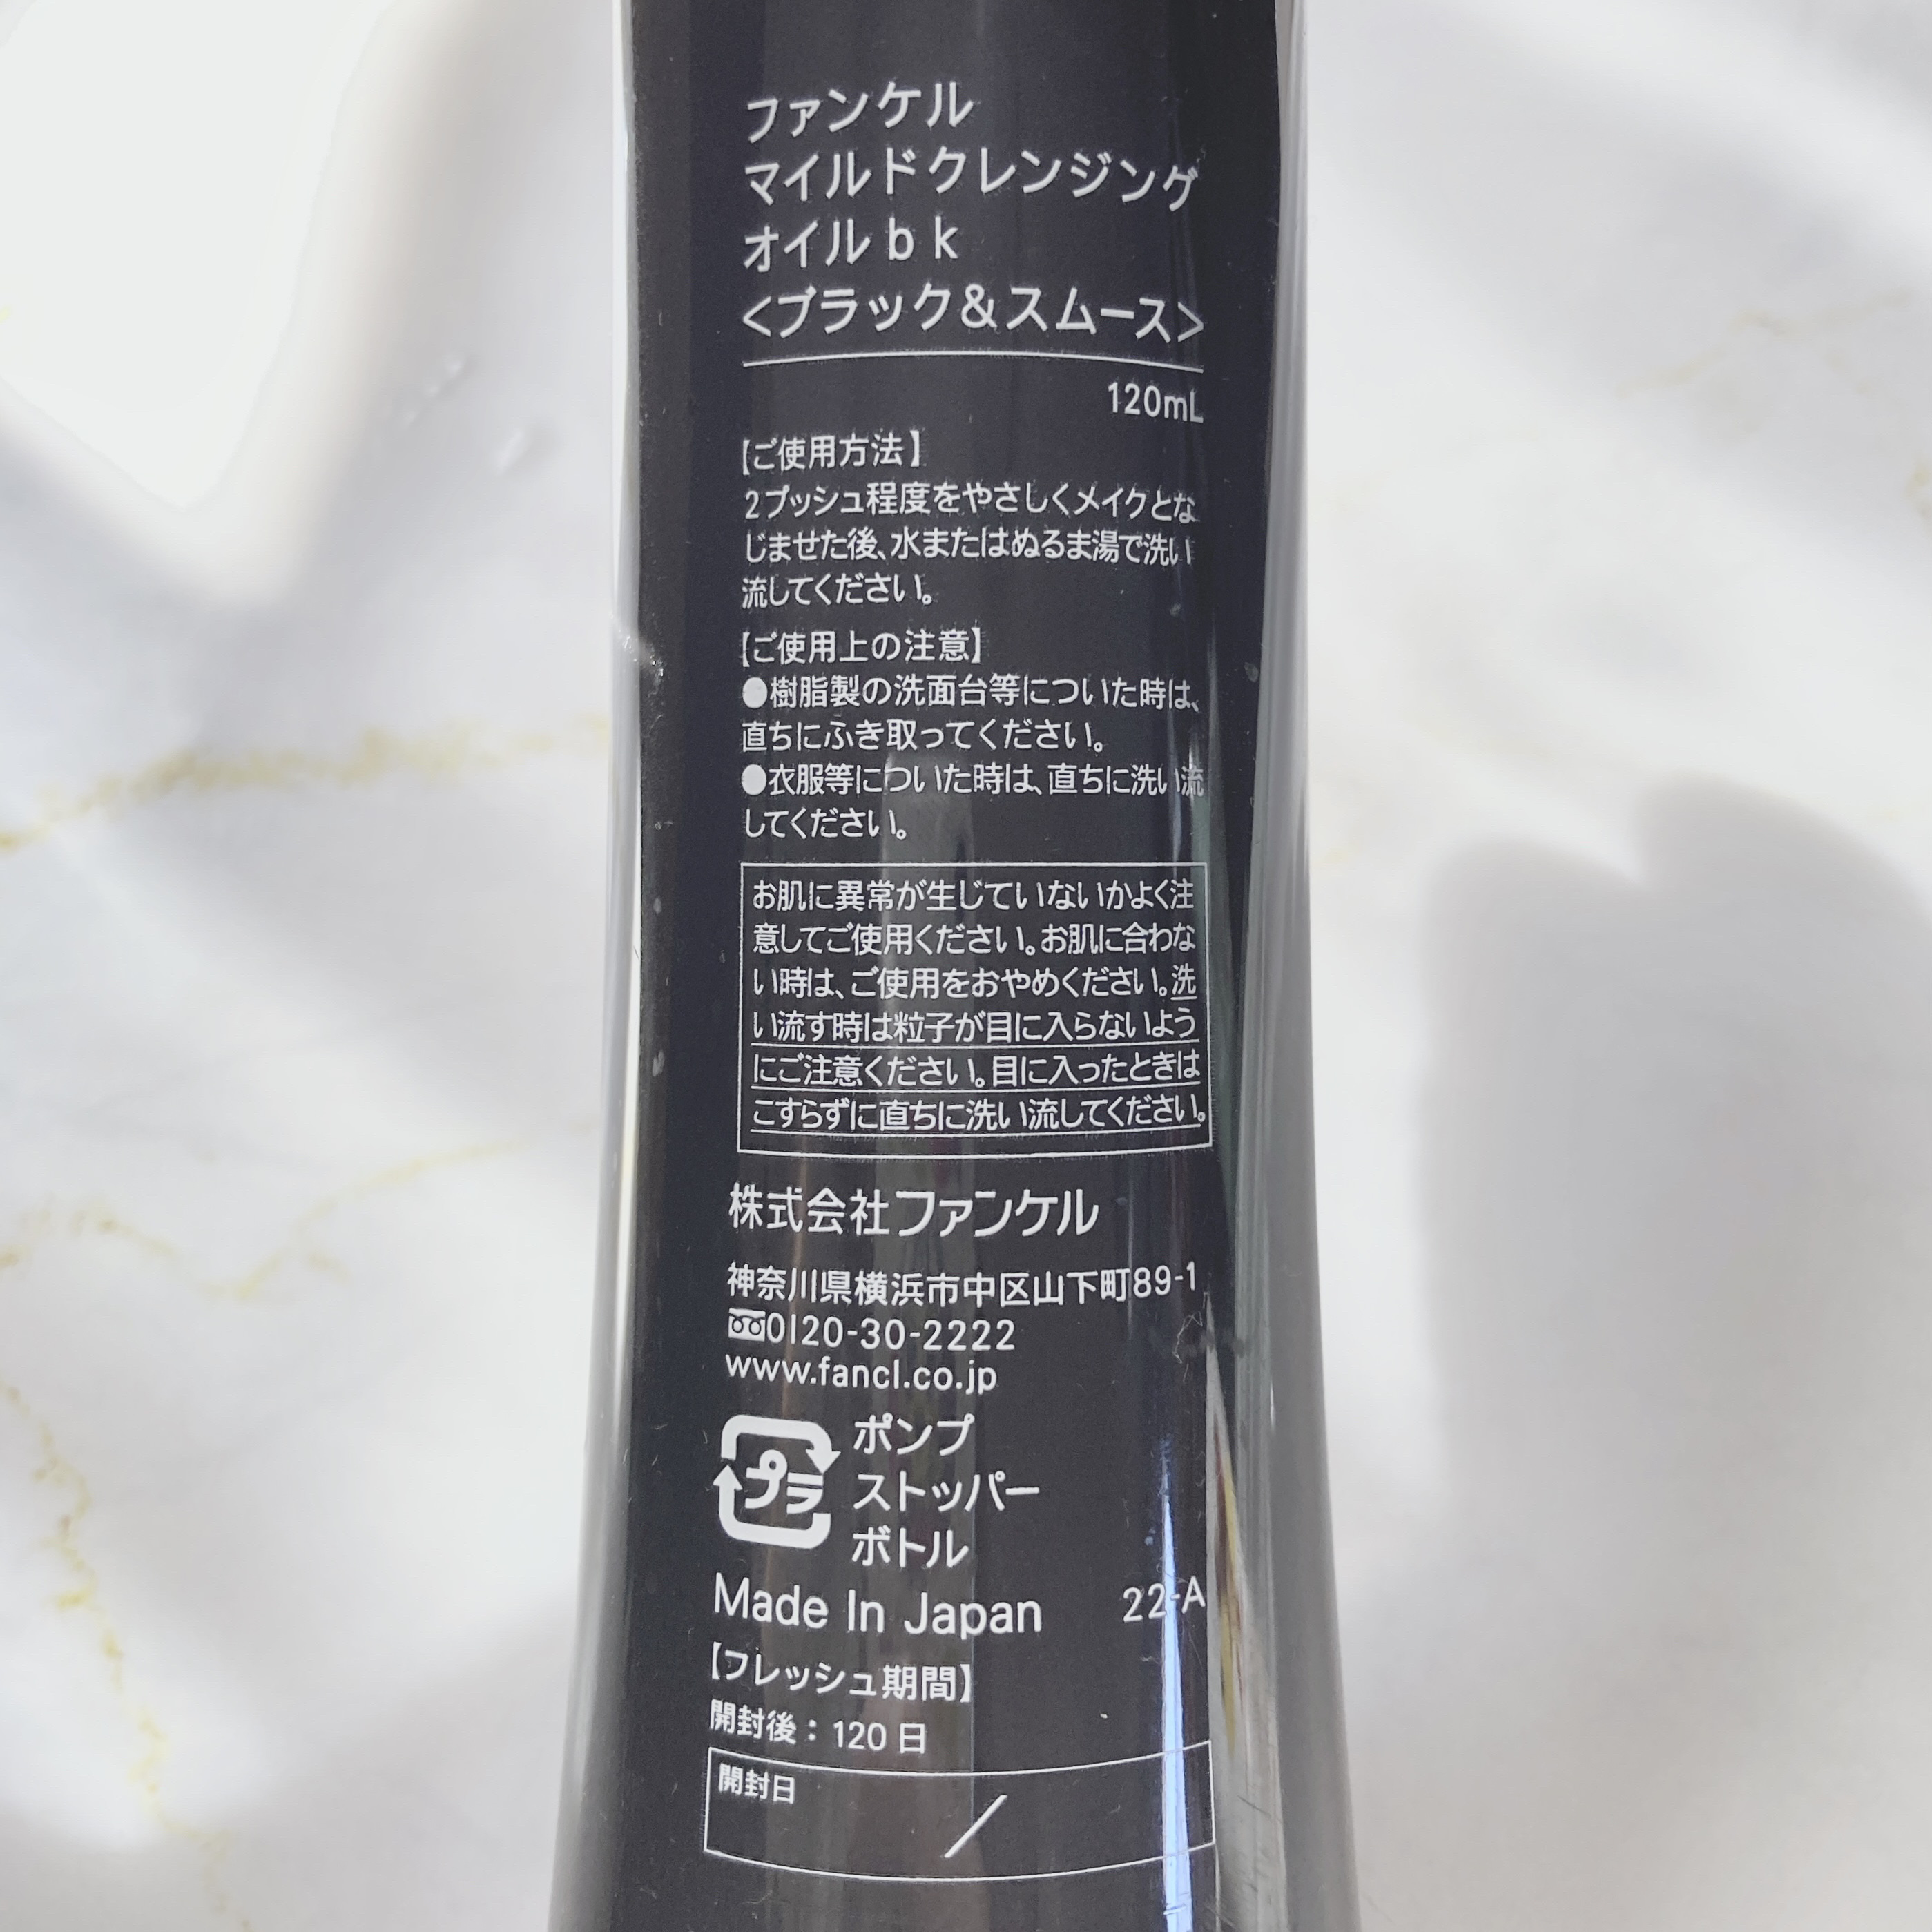 ファンケル
マイルドクレンジング
オイルbk
<ブラック&スムース>
120mL
【ご使用方法】
2プッシュ程度をやさしくメイクとな
じませた後、水またはぬるま湯で洗い
流してください。
【ご使用上の注意】
●樹脂製の洗面台等についた時は、
直ちにふき取ってください。
●衣服等についた時は、直ちに洗い流
してください。
お肌に異常が生じていないかよく注
意してご使用ください。お肌に合わな
い時は、ご使用をおやめください。洗
い流す時は粒子が目に入らないよう
にご注意ください。目に入ったときは
こすらずに直ちに洗い流してください。
株式会社ファンケル
神奈川県横浜市中区山下町89-1
0120-30-2222
www.fancl.co.jp
プラ
ポンプ
ストッパー
ボトル
Made In Japan 22-A
【フレッシュ期間】
開封後：120日
開封日
/